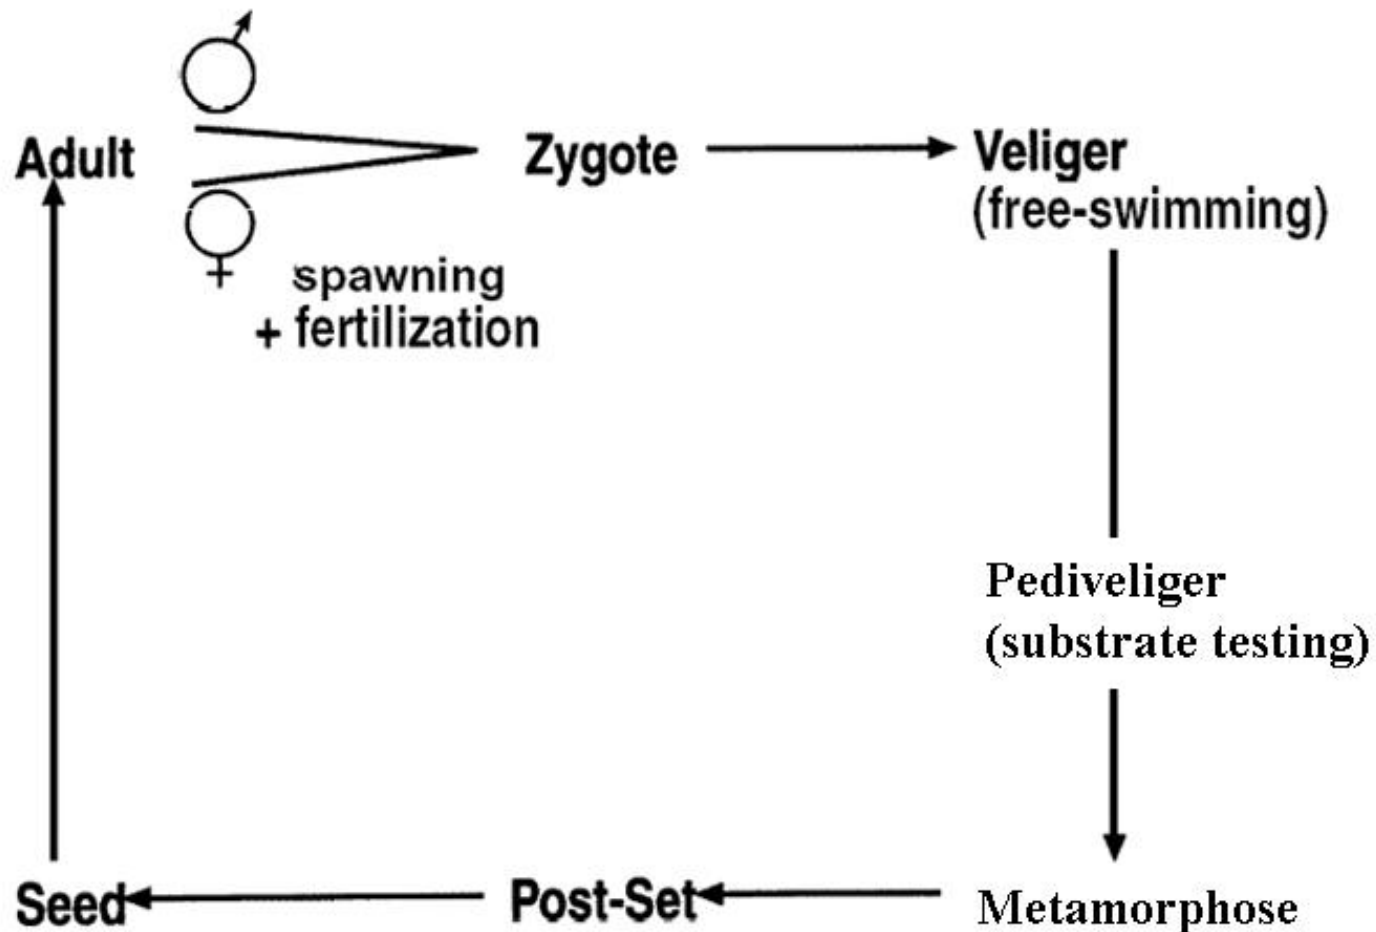 Adult
Zygote
Veliger
(free-swimming)
spawning
+ fertilization
Pediveliger
(substrate testing)
Metamorphose
Post-Set
Seed